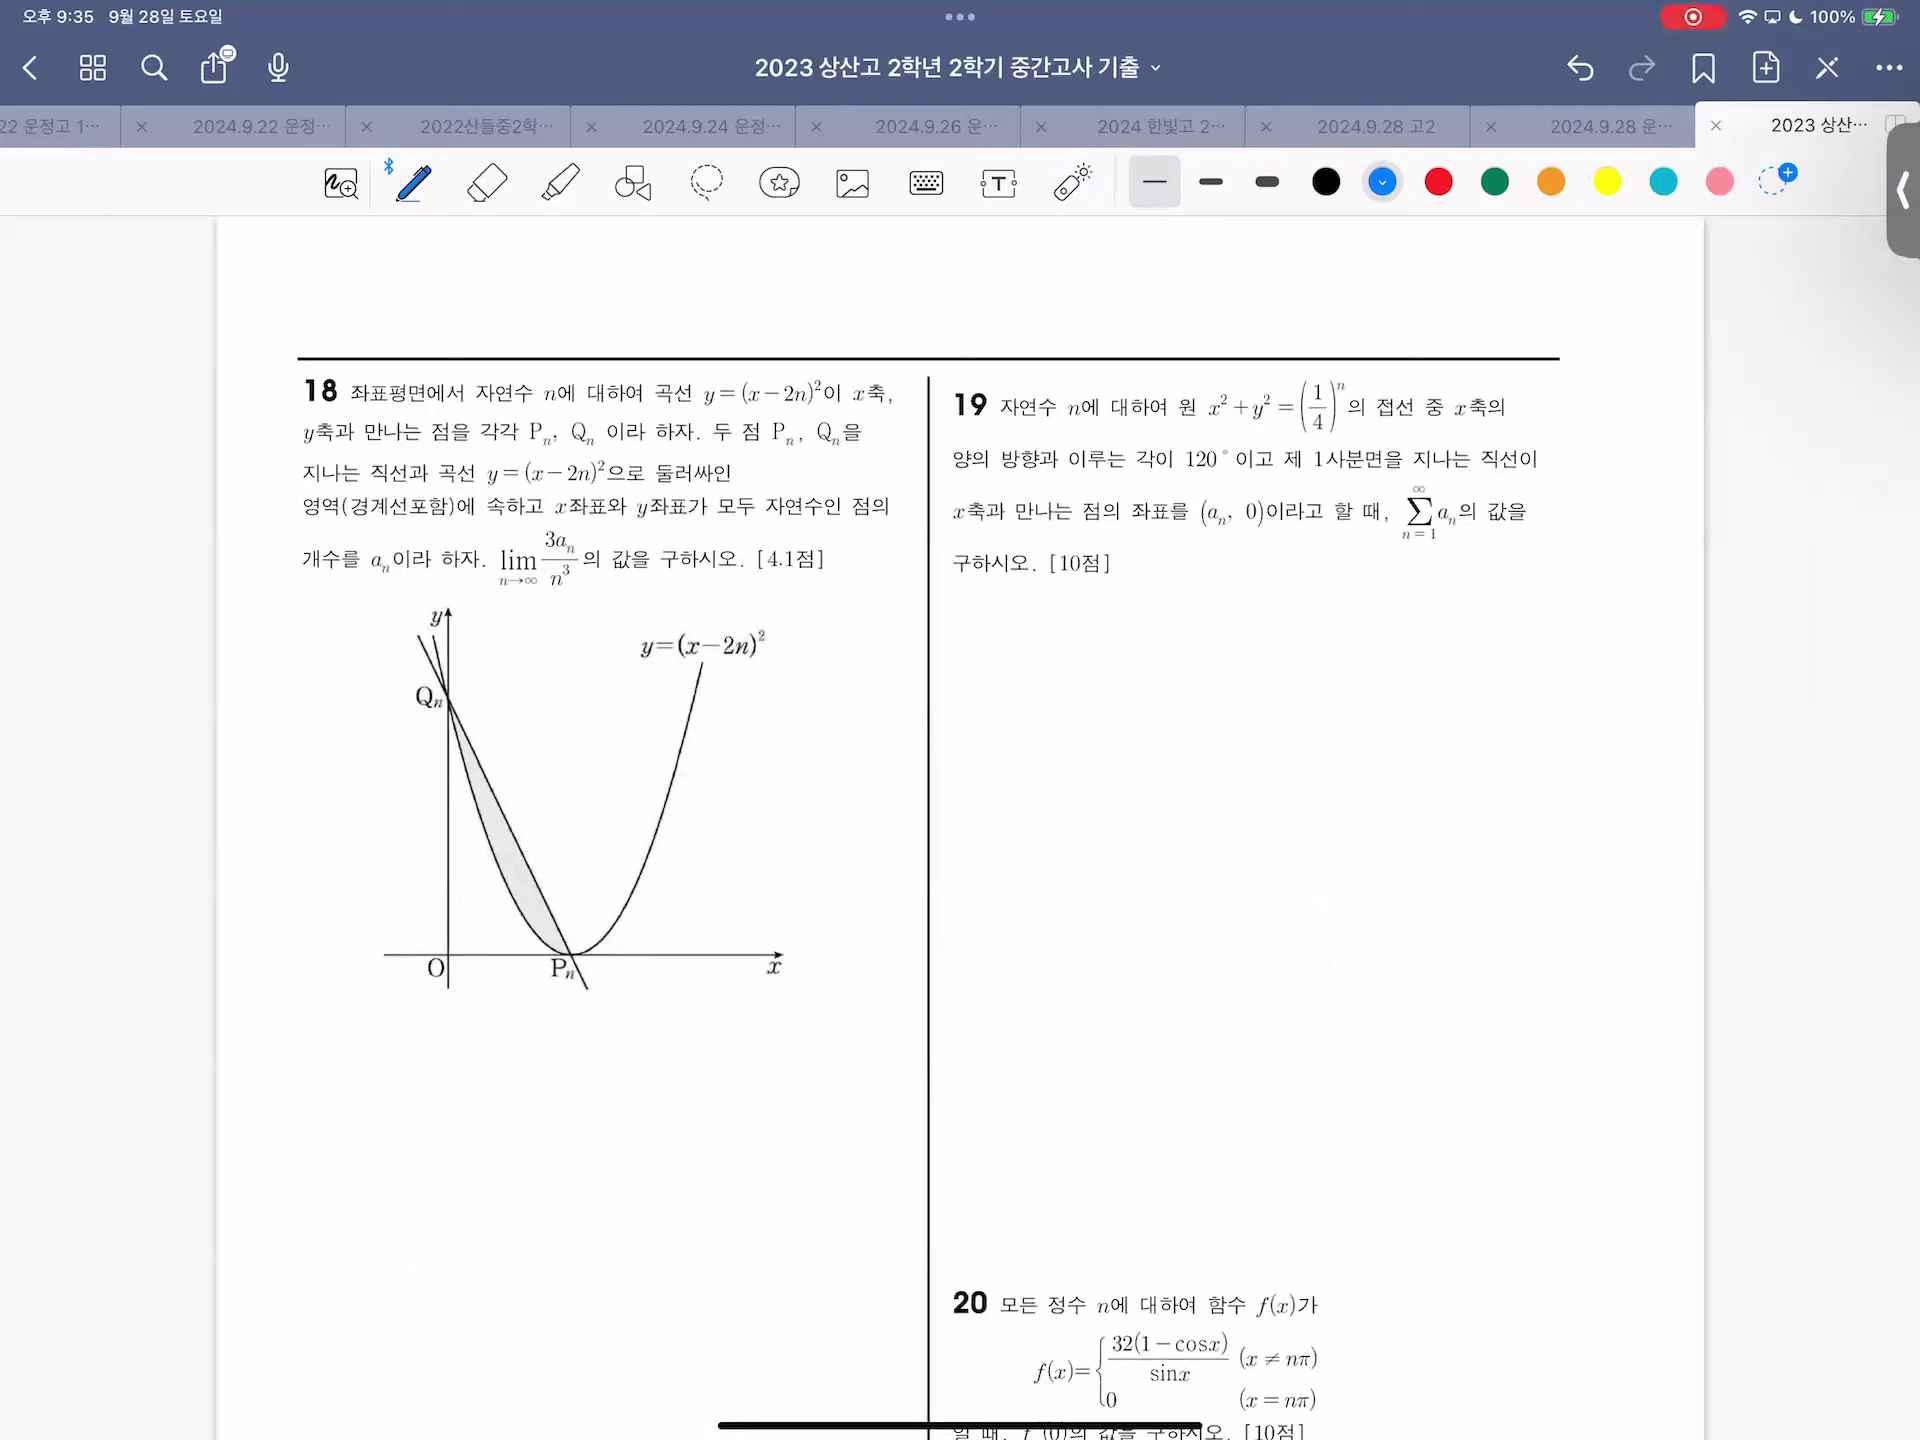 오후 9:35 9월 28일 토요일
100%
2023 상산고 2학년 2학기 중간고사 기출
22 운정고 1…
2024.9.22 운정…
2022산들중2학…
2024.9.24 운정…
2024.9.26 운…
2024 한빛고 2…
2024.9.28 고2
2024.9.28 운…
2023 상산…
18 좌표평면에서 자연수 n에 대하여 곡선 y=(x−2n)²이 x축,
y축과 만나는 점을 각각 Pₙ, Qₙ 이라 하자. 두 점 Pₙ, Qₙ을
지나는 직선과 곡선 y=(x−2n)²으로 둘러싸인
영역(경계선포함)에 속하고 x좌표와 y좌표가 모두 자연수인 점의
개수를 aₙ이라 하자. lim_{n→∞} 3aₙ/n³ 의 값을 구하시오. [4.1점]
y
y=(x−2n)²
Qₙ
O
Pₙ
x
19 자연수 n에 대하여 원 x²+y²=(1/4)ⁿ의 접선 중 x축의
양의 방향과 이루는 각이 120°이고 제 1사분면을 지나는 직선이
x축과 만나는 점의 좌표를 (aₙ, 0)이라고 할 때, ∑_{n=1}^{∞} aₙ의 값을
구하시오. [10점]
20 모든 정수 n에 대하여 함수 f(x)가
f(x)={ 32(1−cosx)/sinx (x≠nπ)
0 (x=nπ)
의 값을 구하시오. [10점]